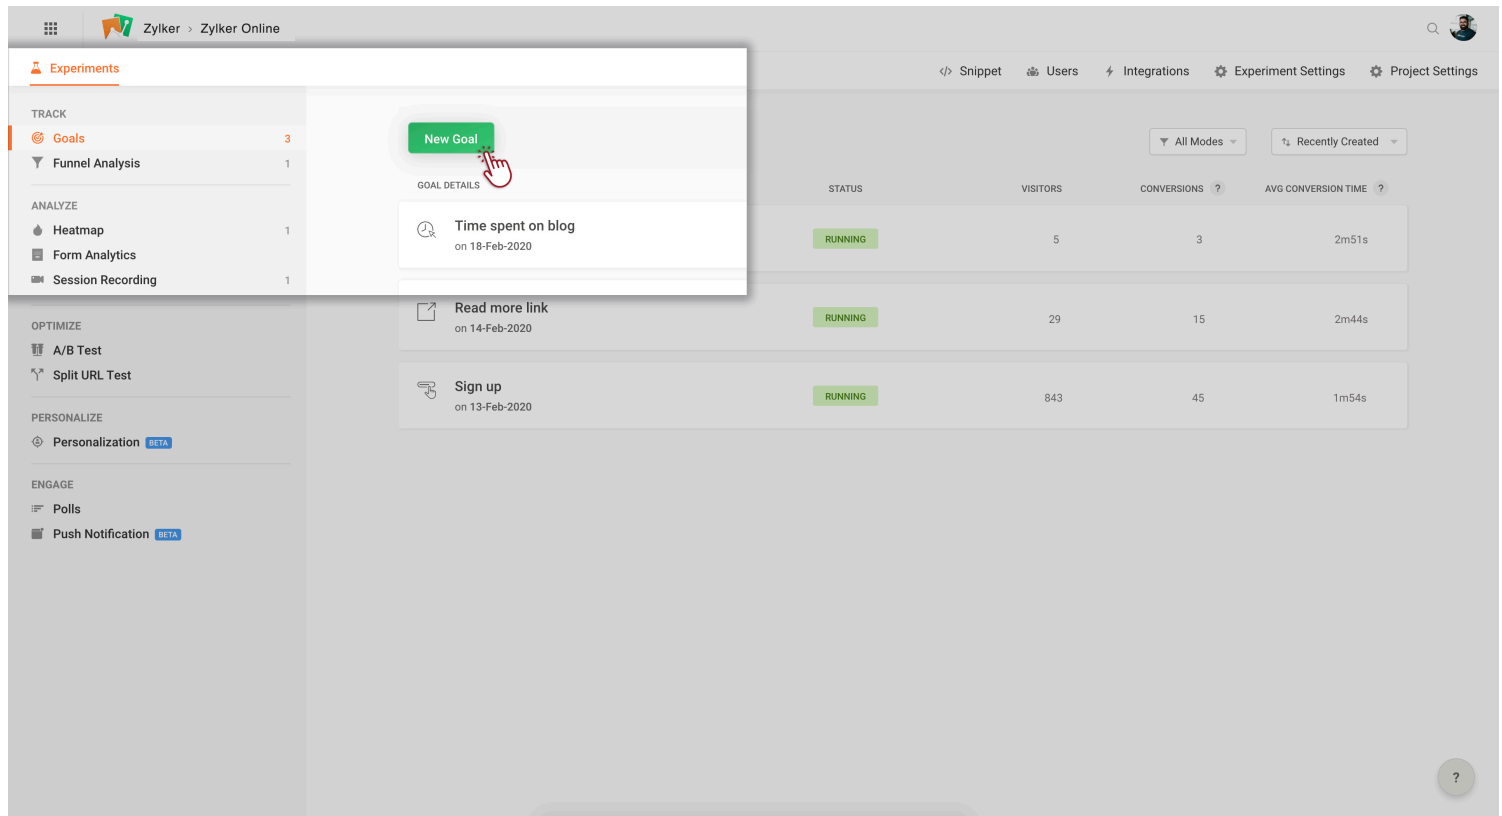 Zylker > Zylker Online
Experiments
</> Snippet Users Integrations Experiment Settings Project Settings
TRACK
Goals 3
Funnel Analysis 1
ANALYZE
Heatmap 1
Form Analytics
Session Recording 1
OPTIMIZE
A/B Test
Split URL Test
PERSONALIZE
Personalization BETA
ENGAGE
Polls
Push Notification BETA
New Goal
All Modes Recently Created
GOAL DETAILS STATUS VISITORS CONVERSIONS ? AVG CONVERSION TIME ?
Time spent on blog
on 18-Feb-2020
RUNNING 5 3 2m51s
Read more link
on 14-Feb-2020
RUNNING 29 15 2m44s
Sign up
on 13-Feb-2020
RUNNING 843 45 1m54s
?